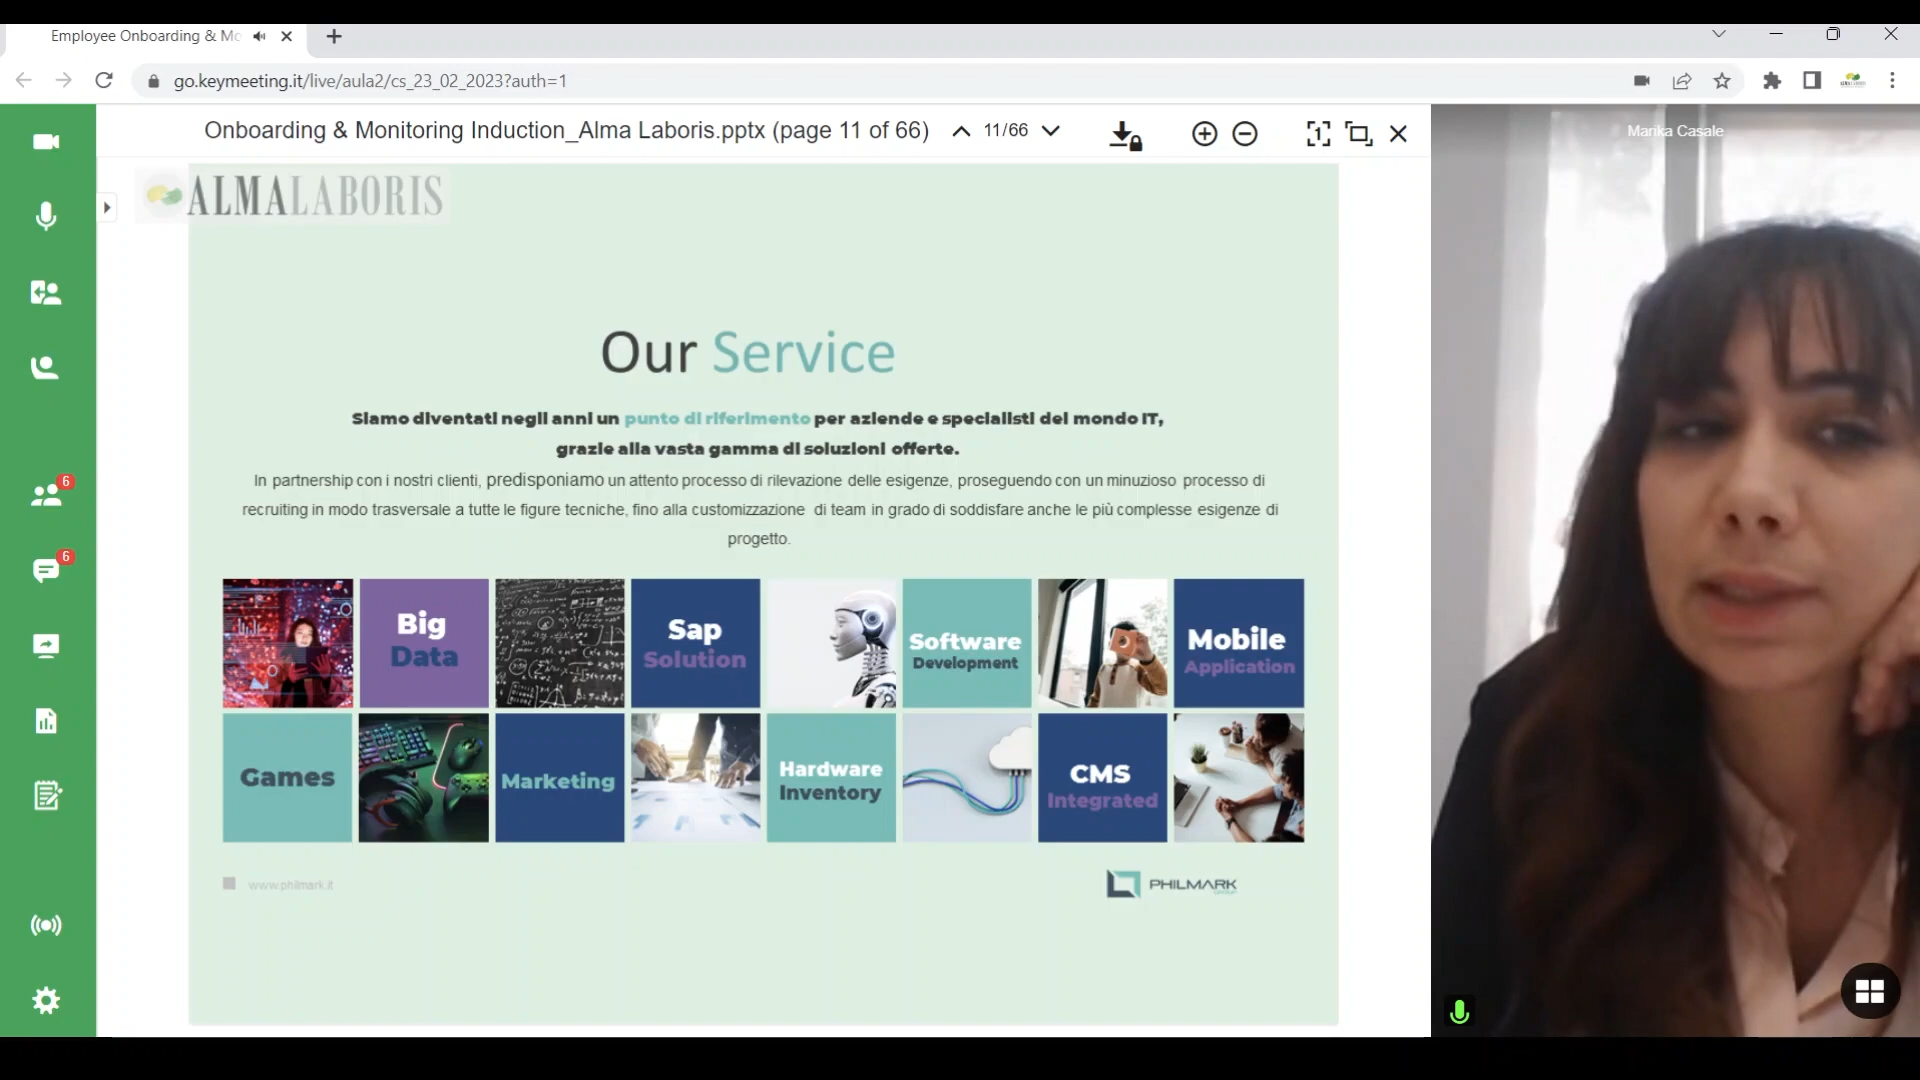 Employee Onboarding & Mo
go.keymeeting.it/live/aula2/cs_23_02_2023?auth=1
Onboarding & Monitoring Induction_Alma Laboris.pptx (page 11 of 66) 11/66
Marika Casale
ALMALABORIS
Our Service
Siamo diventati negli anni un punto di riferimento per aziende e specialisti del mondo IT,
grazie alla vasta gamma di soluzioni offerte.
In partnership con i nostri clienti, predisponiamo un attento processo di rilevazione delle esigenze, proseguendo con un minuzioso processo di
recruiting in modo trasversale a tutte le figure tecniche, fino alla customizzazione di team in grado di soddisfare anche le più complesse esigenze di
progetto.
6
6
Big
Data
Sap
Solution
Software
Development
Mobile
Application
Games
Marketing
Hardware
Inventory
CMS
Integrated
www.philmark.it
PHILMARK
GROUP